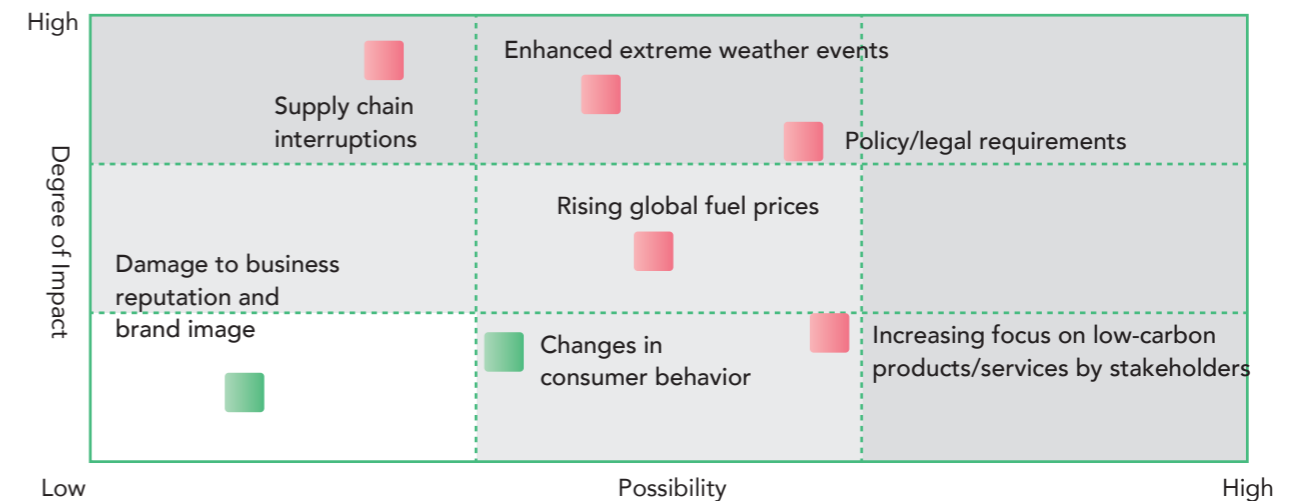 High
Enhanced extreme weather events
Supply chain
interruptions
Policy/legal requirements
Degree of Impact
Rising global fuel prices
Damage to business
reputation and
brand image
Changes in
consumer behavior
Increasing focus on low-carbon
products/services by stakeholders
Low
Possibility
High